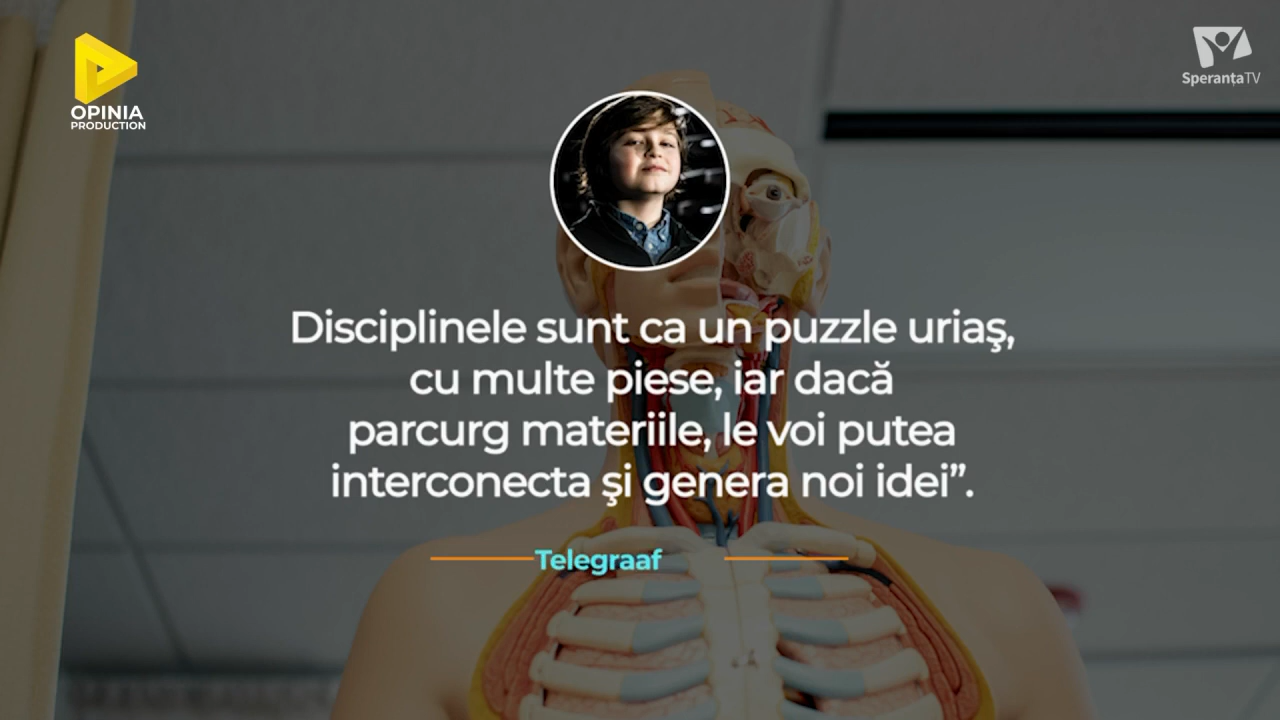 OPINIA
PRODUCTION
SperanțaTV
Disciplinele sunt ca un puzzle uriaş,
cu multe piese, iar dacă
parcurg materiile, le voi putea
interconecta şi genera noi idei”.
Telegraaf